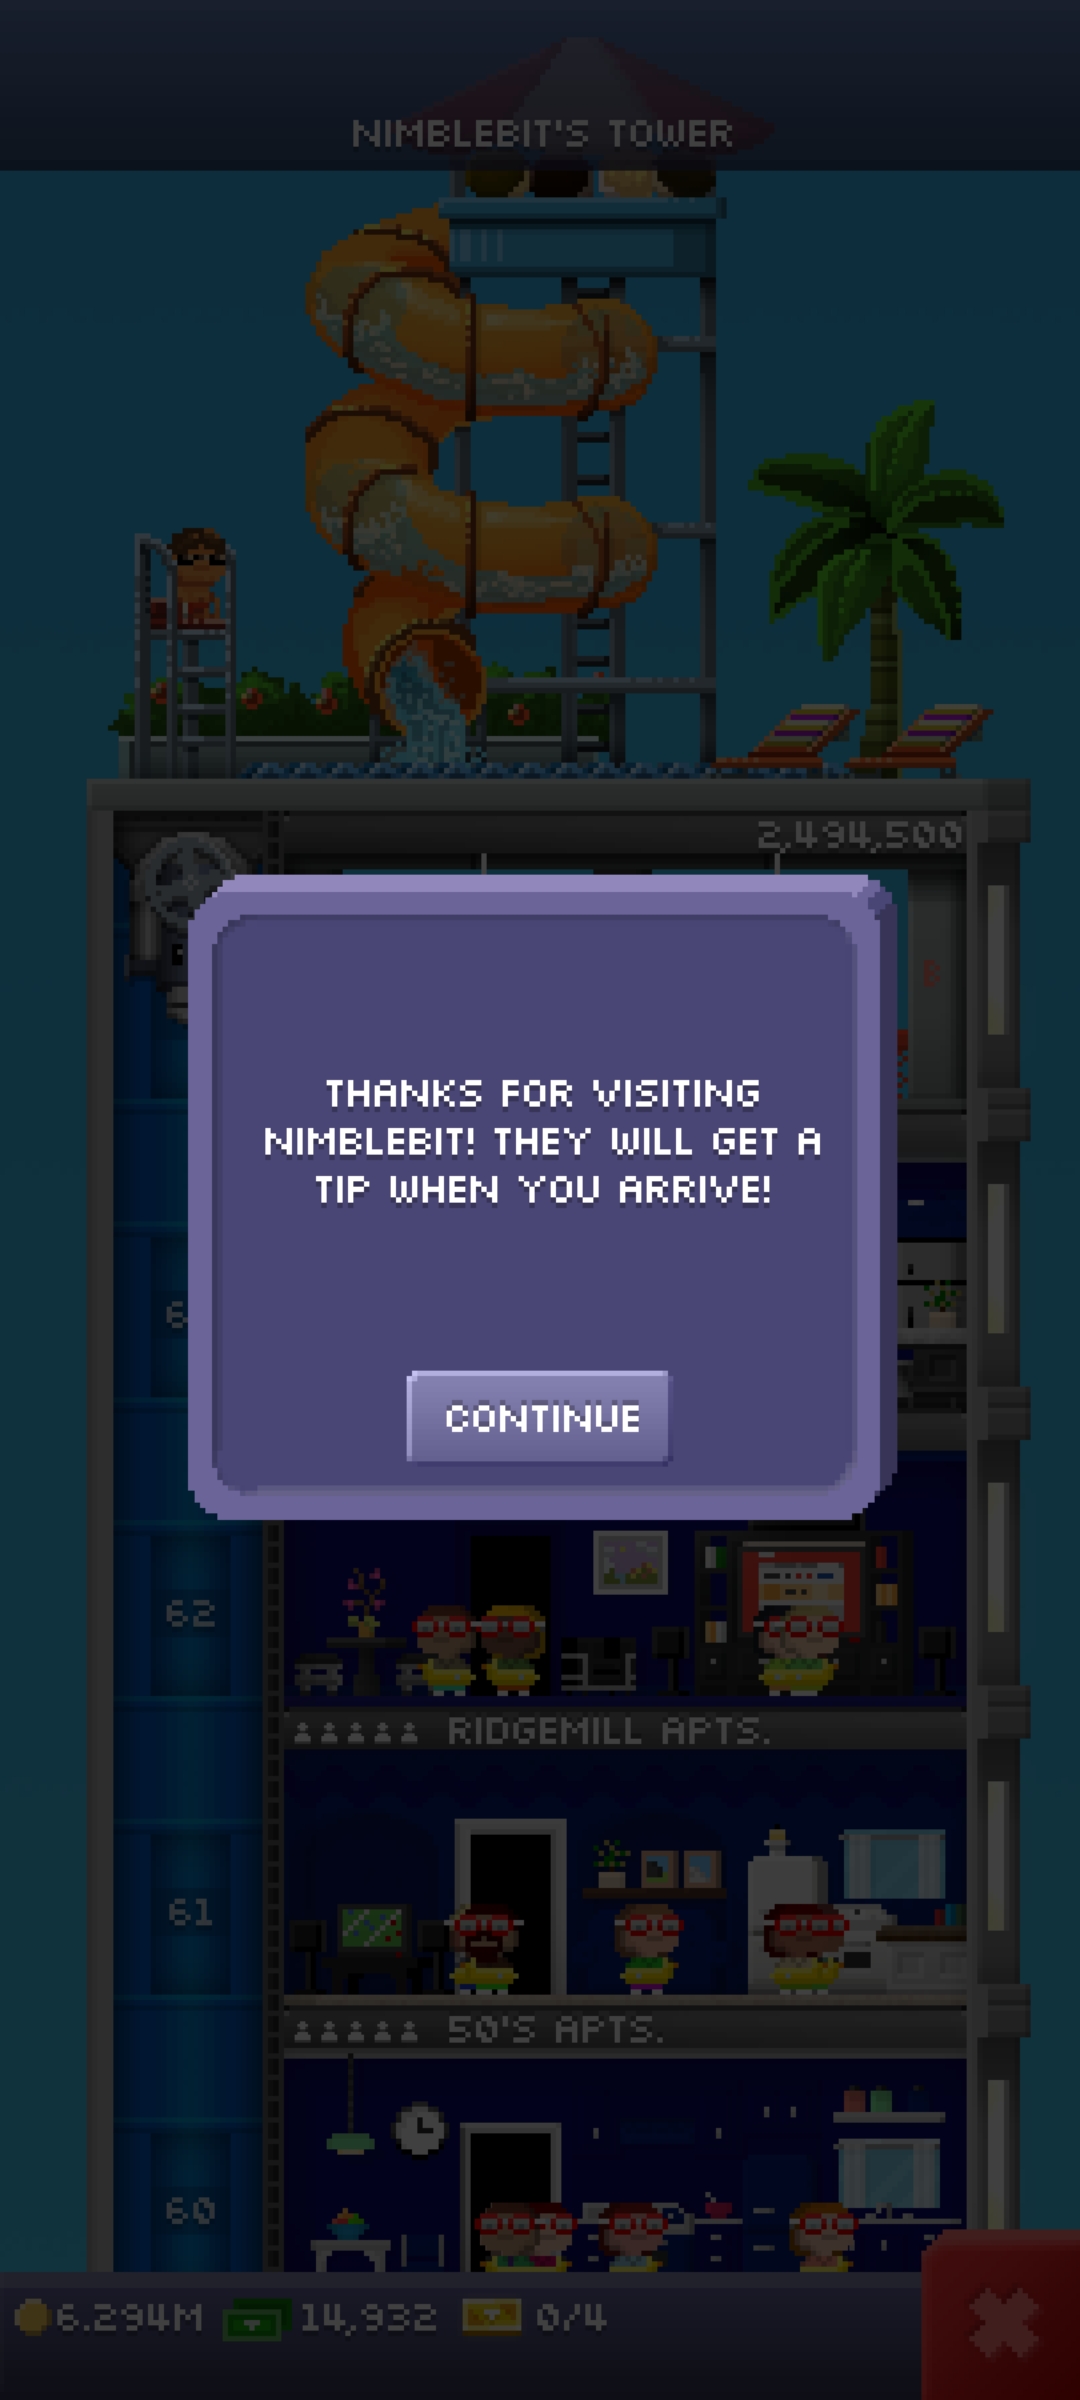 NIMBLEBIT'S TOWER
2,494,500
THANKS FOR VISITING
NIMBLEBIT! THEY WILL GET A
TIP WHEN YOU ARRIVE!
CONTINUE
62
RIDGEMILL APTS.
61
50'S APTS.
60
6.294M 14,932 0/4